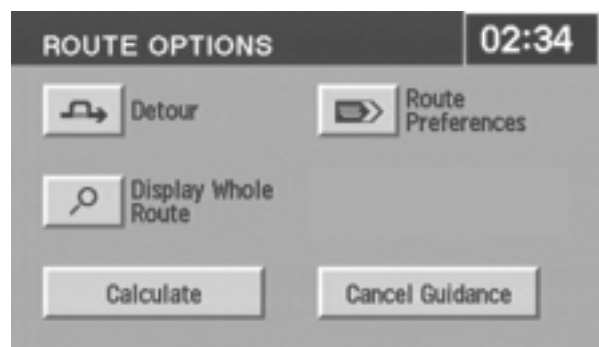 ROUTE OPTIONS
02:34
Detour
Route
Preferences
Display Whole
Route
Calculate
Cancel Guidance